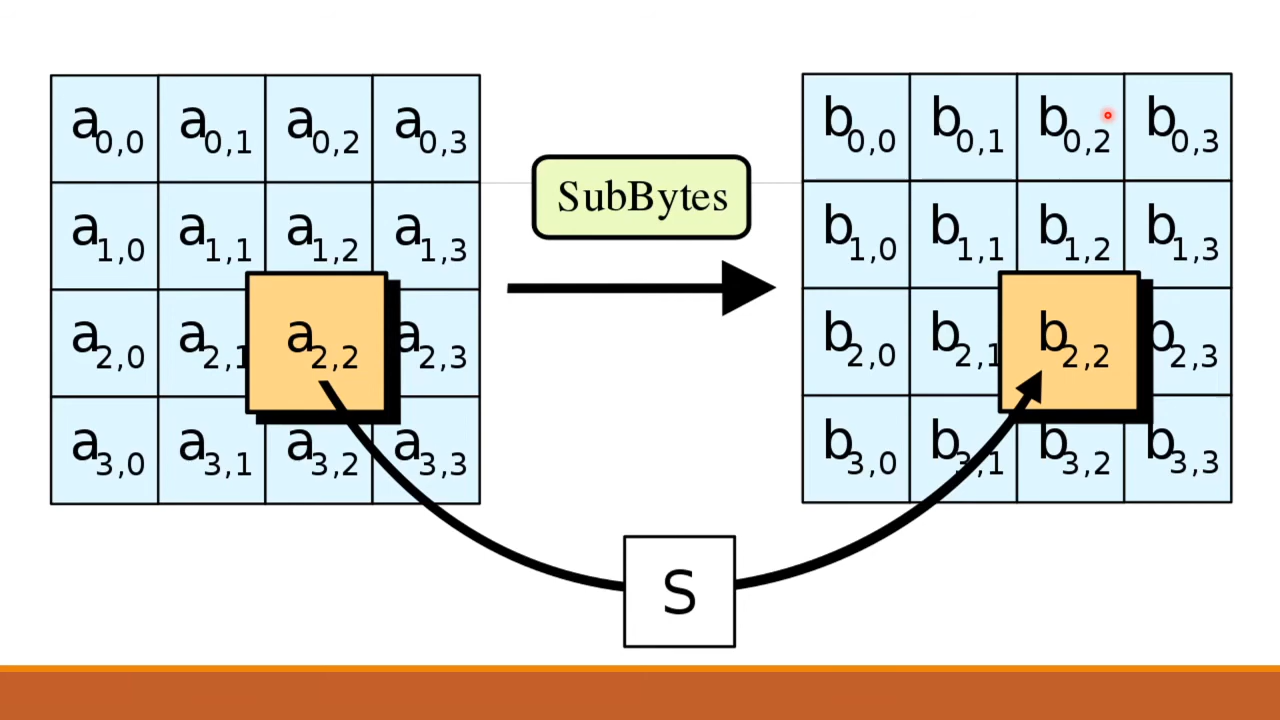 a0,0 a0,1 a0,2 a0,3
a1,0 a1,1 a1,2 a1,3
a2,0 a2,1 a2,2 a2,3
a3,0 a3,1 a3,2 a3,3
SubBytes
b0,0 b0,1 b0,2 b0,3
b1,0 b1,1 b1,2 b1,3
b2,0 b2,1 b2,2 b2,3
b3,0 b3,1 b3,2 b3,3
S